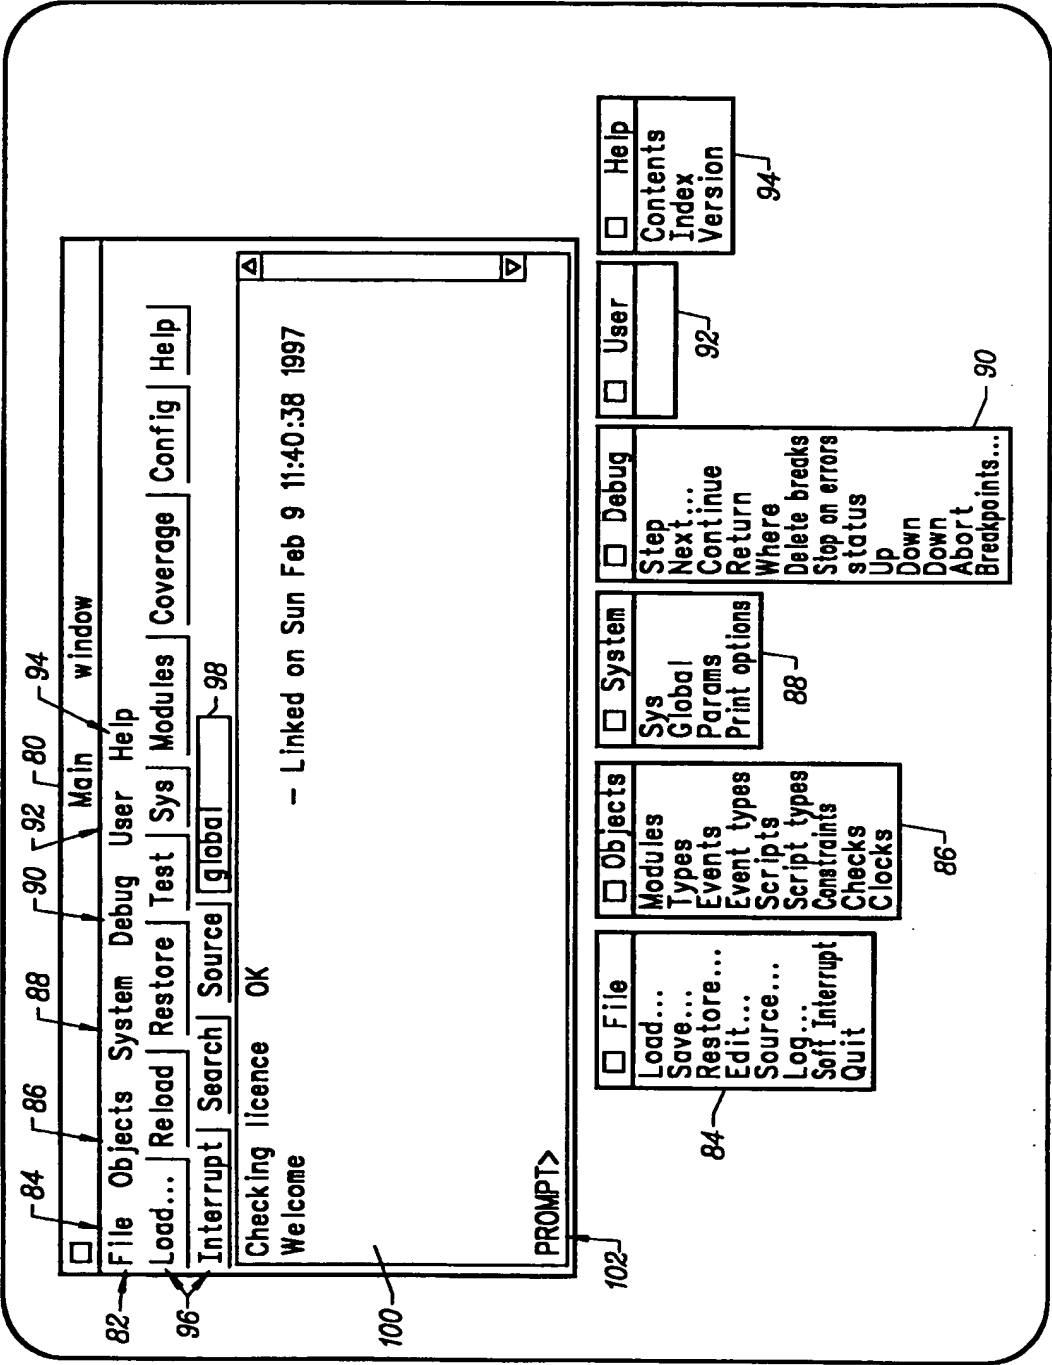 84 86 88 90 92 80 94
Main window
82 File Objects System Debug User Help
96 Load... Reload Restore Test Sys Modules Coverage Config Help
Interrupt Search Source global 98
Checking licence OK
Welcome - Linked on Sun Feb 9 11:40:38 1997
100
PROMPT>
102
File
Load...
Save...
Restore...
Edit...
Source...
Log...
Soft Interrupt
Quit
84
Objects
Modules
Types
Events
Event types
Scripts
Script types
Constraints
Checks
Clocks
86
System
Sys
Global
Params
Print options
88
Debug
Step
Next...
Continue
Return
Where
Delete breaks
Stop on errors
status
Up
Down
Down
Abort
Breakpoints...
90
User
92
Help
Contents
Index
Version
94